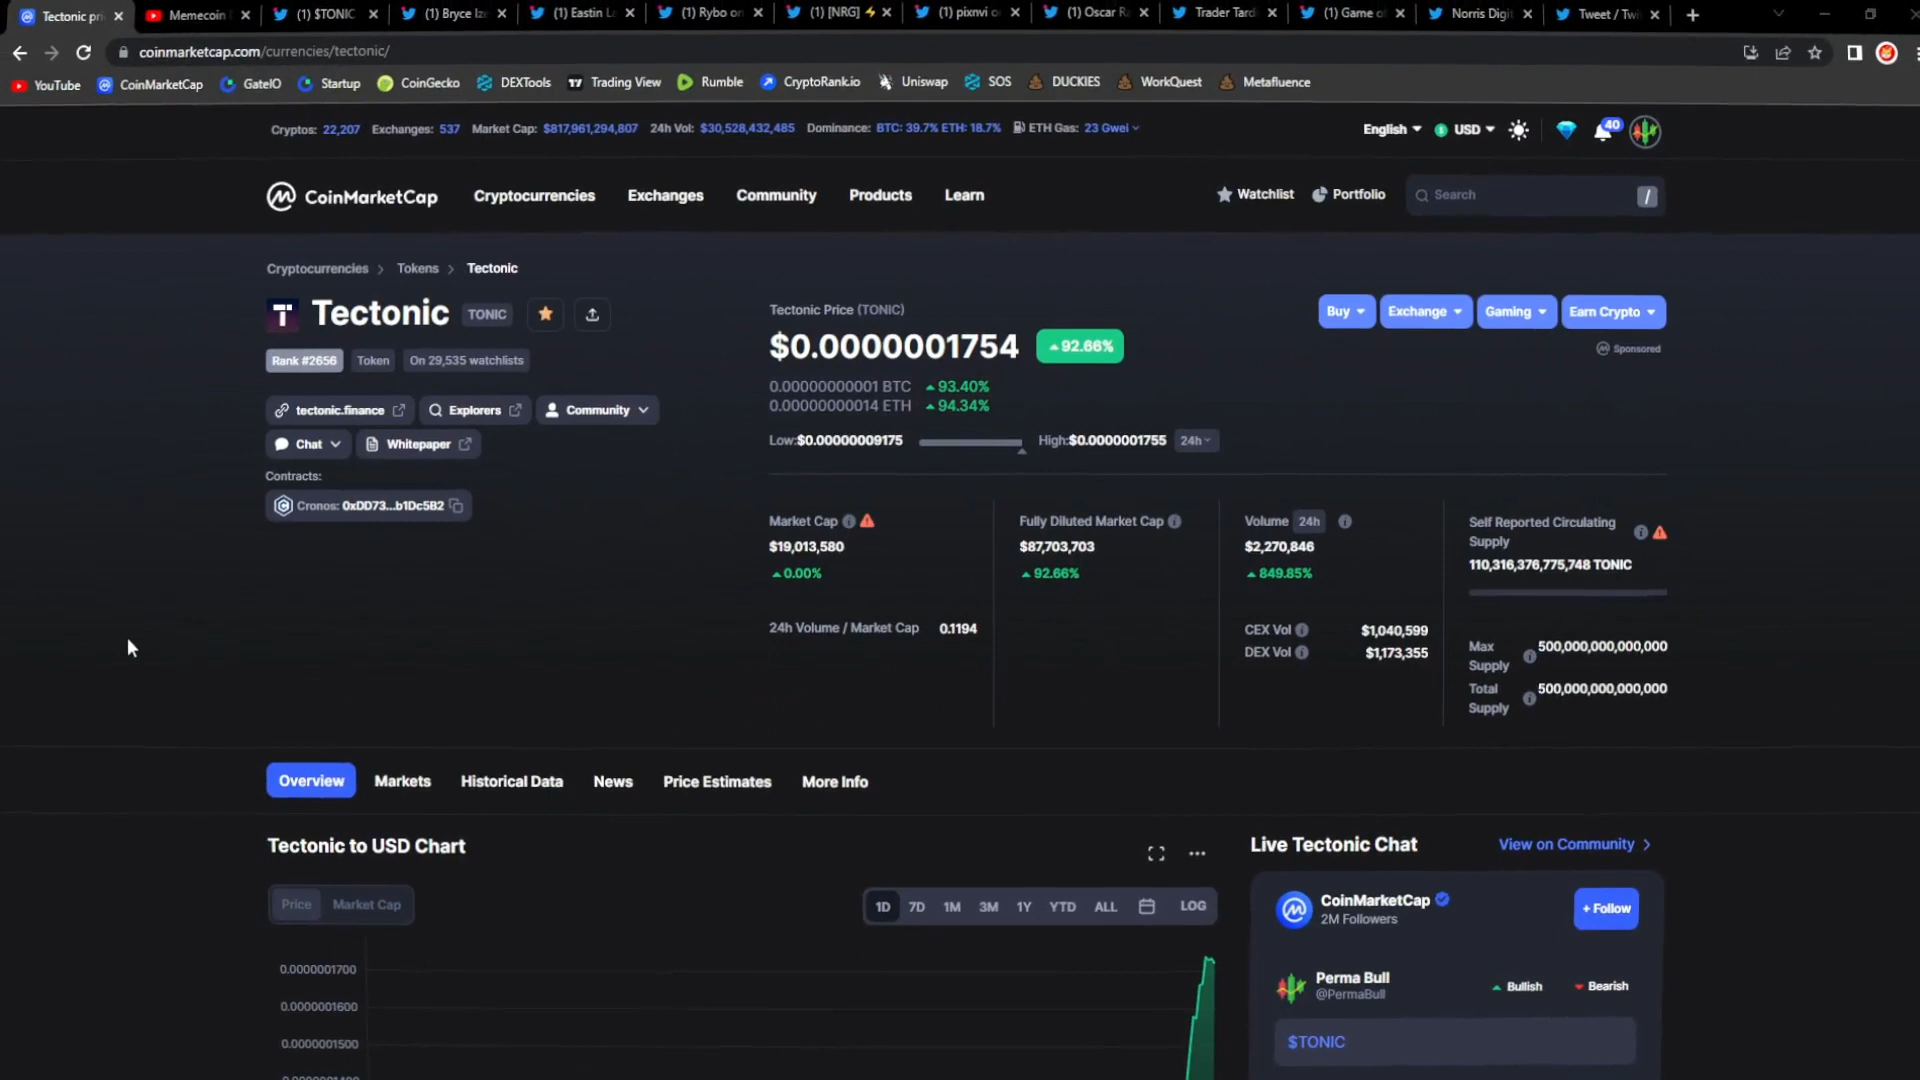 Tectonic pri
Memecoin
(1) $TONIC
(1) Bryce Ize
(1) Eastin Le
(1) Rybo on
(1) [NRG] ⚡
(1) pixnvi o
(1) Oscar Ra
Trader Tard
(1) Game of
Norris Digi
Tweet / Twi
coinmarketcap.com/currencies/tectonic/
YouTube CoinMarketCap GateIO Startup CoinGecko DEXTools Trading View Rumble CryptoRank.io Uniswap SOS DUCKIES WorkQuest Metafluence
Cryptos: 22,207 Exchanges: 537 Market Cap: $817,961,294,807 24h Vol: $30,528,432,485 Dominance: BTC: 39.7% ETH: 18.7% ETH Gas: 23 Gwei
English USD 40
CoinMarketCap Cryptocurrencies Exchanges Community Products Learn Watchlist Portfolio Search /
Cryptocurrencies > Tokens > Tectonic
Tectonic TONIC
Rank #2656 Token On 29,535 watchlists
tectonic.finance Explorers Community
Chat Whitepaper
Contracts:
Cronos: 0xDD73...b1Dc5B2
Tectonic Price (TONIC)
$0.0000001754 92.66%
0.00000000001 BTC 93.40%
0.00000000014 ETH 94.34%
Low:$0.00000009175 High:$0.0000001755 24h
Buy Exchange Gaming Earn Crypto
Sponsored
Market Cap
$19,013,580
0.00%
24h Volume / Market Cap 0.1194
Fully Diluted Market Cap
$87,703,703
92.66%
Volume 24h
$2,270,846
849.85%
CEX Vol $1,040,599
DEX Vol $1,173,355
Self Reported Circulating
Supply
110,316,376,775,748 TONIC
Max
Supply
500,000,000,000,000
Total
Supply
500,000,000,000,000
Overview Markets Historical Data News Price Estimates More Info
Tectonic to USD Chart
Price Market Cap
1D 7D 1M 3M 1Y YTD ALL LOG
0.0000001700
0.0000001600
0.0000001500
Live Tectonic Chat View on Community >
CoinMarketCap
2M Followers
+ Follow
Perma Bull
@PermaBull
Bullish Bearish
$TONIC